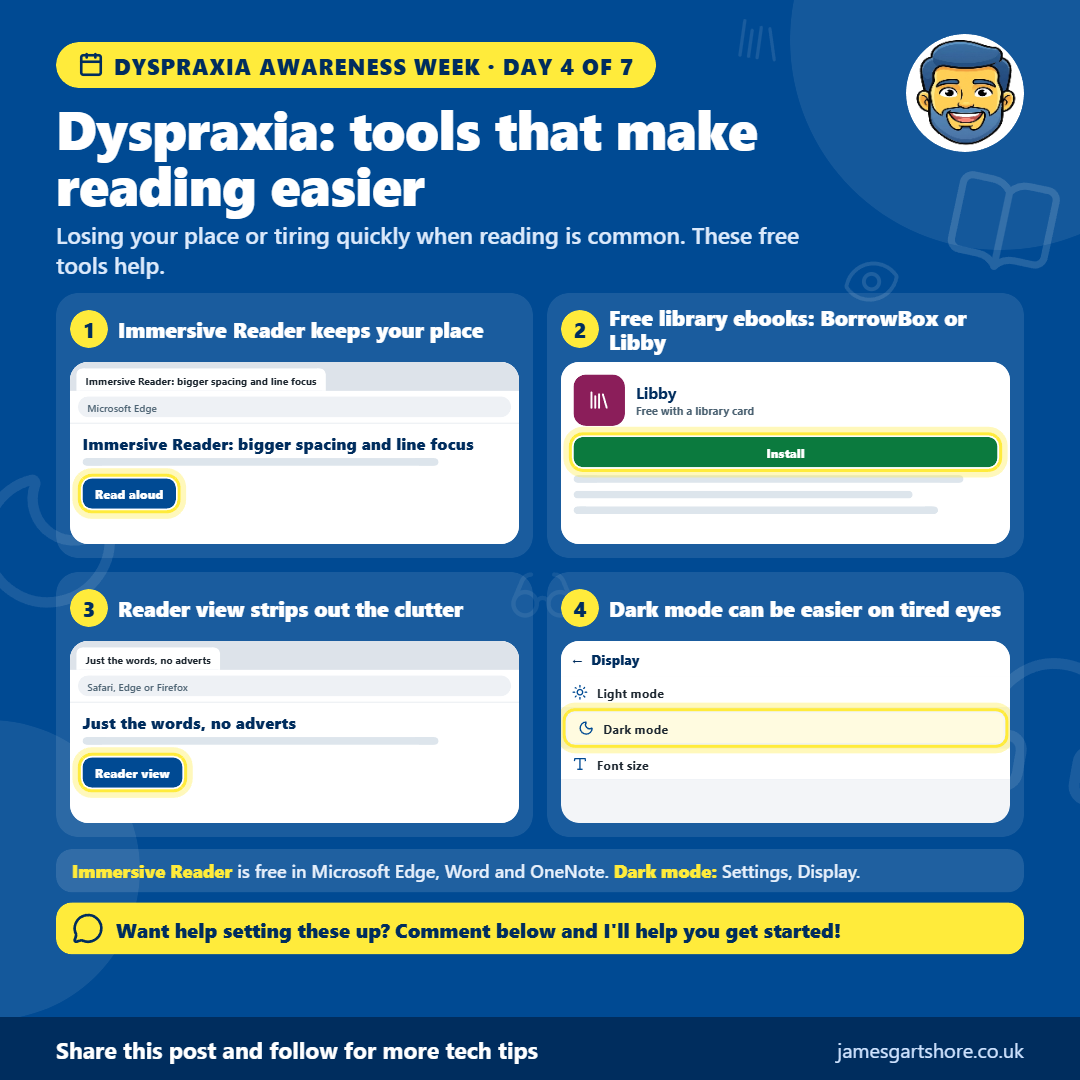 DYSPRAXIA AWARENESS WEEK · DAY 4 OF 7
Dyspraxia: tools that make
reading easier
Losing your place or tiring quickly when reading is common. These free
tools help.
1
Immersive Reader keeps your place
Immersive Reader: bigger spacing and line focus
Microsoft Edge
Immersive Reader: bigger spacing and line focus
Read aloud
2
Free library ebooks: BorrowBox or
Libby
Libby
Free with a library card
Install
3
Reader view strips out the clutter
Just the words, no adverts
Safari, Edge or Firefox
Just the words, no adverts
Reader view
4
Dark mode can be easier on tired eyes
← Display
Light mode
Dark mode
Font size
Immersive Reader is free in Microsoft Edge, Word and OneNote. Dark mode: Settings, Display.
Want help setting these up? Comment below and I'll help you get started!
Share this post and follow for more tech tips
jamesgartshore.co.uk